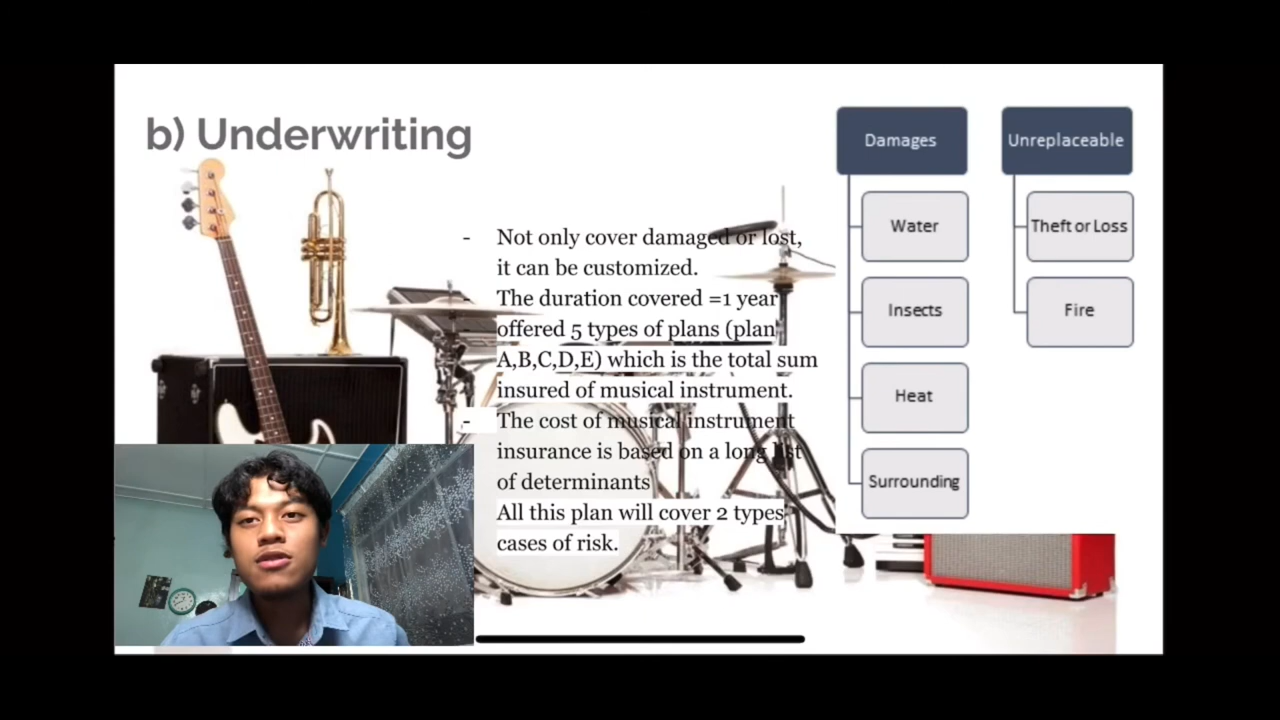 b) Underwriting
- Not only cover damaged or lost,
it can be customized.
The duration covered =1 year
offered 5 types of plans (plan
A,B,C,D,E) which is the total sum
insured of musical instrument.
- The cost of musical instrument
insurance is based on a long list
of determinants
All this plan will cover 2 types
cases of risk.
Damages
Water
Insects
Heat
Surrounding
Unreplaceable
Theft or Loss
Fire